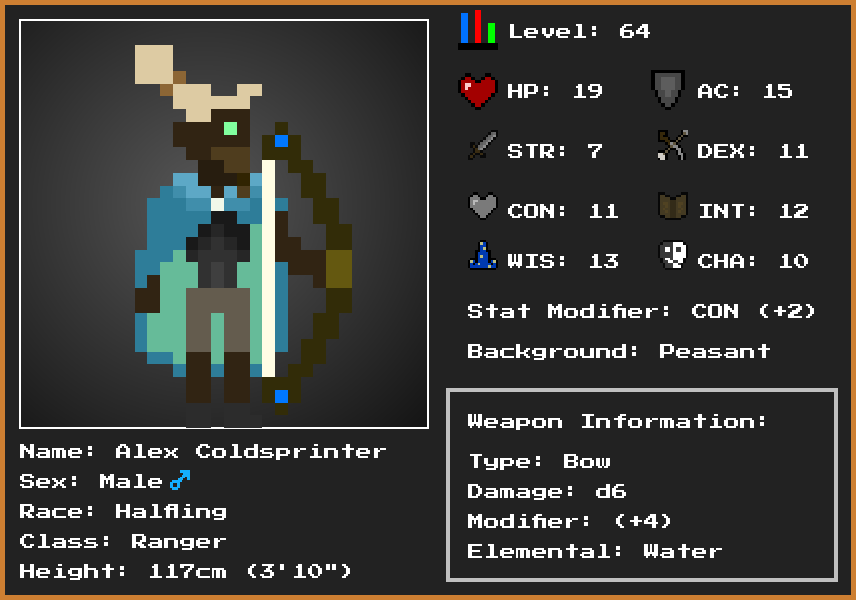 Level: 64
HP: 19 AC: 15
STR: 7 DEX: 11
CON: 11 INT: 12
WIS: 13 CHA: 10
Stat Modifier: CON (+2)
Background: Peasant
Weapon Information:
Type: Bow
Damage: d6
Modifier: (+4)
Elemental: Water
Name: Alex Coldsprinter
Sex: Male ♂
Race: Halfling
Class: Ranger
Height: 117cm (3'10")